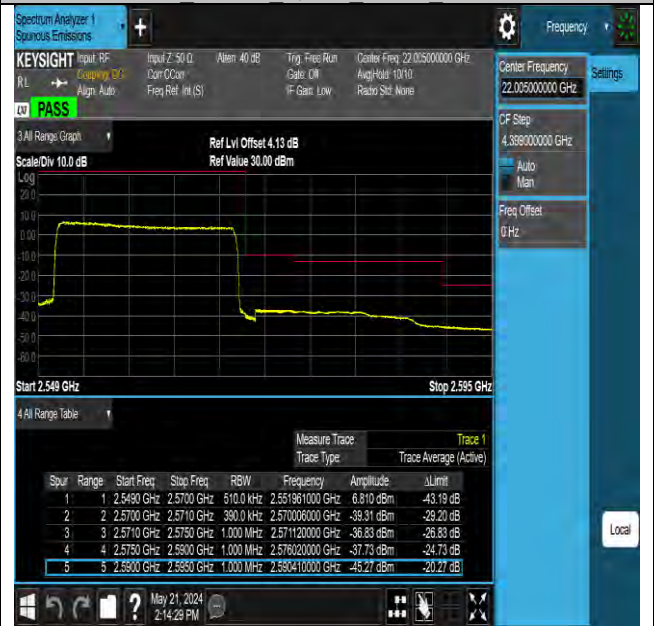 Spectrum Analyzer 1
Spurious Emissions
+
Frequency
KEYSIGHT Input: RF Input Z: 50 Ω Atten: 40 dB Trig: Free Run Center Freq: 22.005000000 GHz
RL Coupling: DC Corr CCorr Gate: Off Avg|Hold: 10/10
Align: Auto Freq Ref: Int (S) IF Gain: Low Radio Std: None
LXI PASS
Center Frequency
22.005000000 GHz
Settings
CF Step
4.399000000 GHz
Auto
Man
Freq Offset
0 Hz
3 All Range Graph
Ref Lvl Offset 4.13 dB
Scale/Div 10.0 dB Ref Value 30.00 dBm
Log
20.0
10.0
0.00
-10.0
-20.0
-30.0
-40.0
-50.0
-60.0
Start 2.549 GHz Stop 2.595 GHz
4 All Range Table
Measure Trace Trace 1
Trace Type Trace Average (Active)
Spur Range Start Freq Stop Freq RBW Frequency Amplitude ΔLimit
1 1 2.5490 GHz 2.5700 GHz 510.0 kHz 2.551961000 GHz 6.810 dBm -43.19 dB
2 2 2.5700 GHz 2.5710 GHz 390.0 kHz 2.570006000 GHz -39.31 dBm -29.20 dB
3 3 2.5710 GHz 2.5750 GHz 1.000 MHz 2.571120000 GHz -36.83 dBm -26.83 dB
4 4 2.5750 GHz 2.5900 GHz 1.000 MHz 2.576020000 GHz -37.73 dBm -24.73 dB
5 5 2.5900 GHz 2.5950 GHz 1.000 MHz 2.590410000 GHz -45.27 dBm -20.27 dB
Local
? May 21, 2024
2:14:29 PM